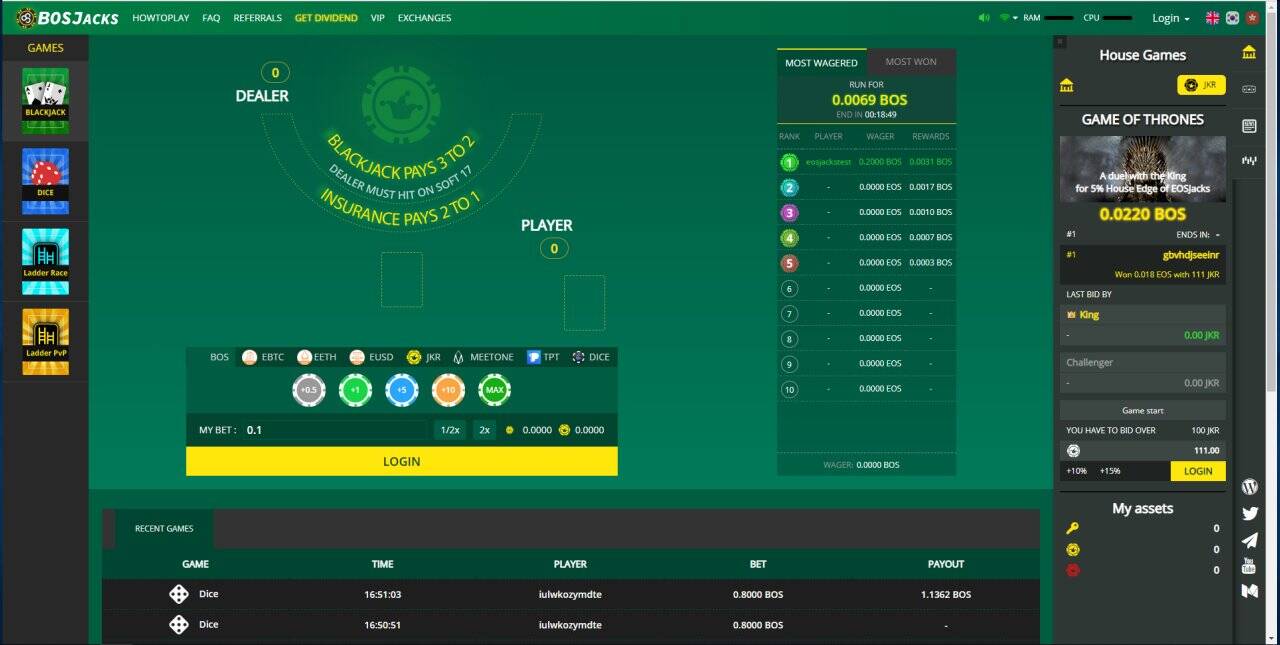 BOSJacks HOWTOPLAY FAQ REFERRALS GET DIVIDEND VIP EXCHANGES RAM CPU Login
GAMES
BLACKJACK
DICE
Ladder Race
Ladder PvP
0
DEALER
BLACKJACK PAYS 3 TO 2
DEALER MUST HIT ON SOFT 17
INSURANCE PAYS 2 TO 1
PLAYER
0
BOS EBTC EETH EUSD JKR MEETONE TPT DICE
+0.5 +1 +5 +10 MAX
MY BET : 0.1 1/2x 2x 0.0000 0.0000
LOGIN
MOST WAGERED MOST WON
RUN FOR
0.0069 BOS
END IN 00:18:49
RANK PLAYER WAGER REWARDS
1 eosjackstest 0.2000 BOS 0.0031 BOS
2 - 0.0000 EOS 0.0017 BOS
3 - 0.0000 EOS 0.0010 BOS
4 - 0.0000 EOS 0.0007 BOS
5 - 0.0000 EOS 0.0003 BOS
6 - 0.0000 EOS -
7 - 0.0000 EOS -
8 - 0.0000 EOS -
9 - 0.0000 EOS -
10 - 0.0000 EOS -
WAGER: 0.0000 BOS
House Games
JKR
GAME OF THRONES
A duel with the King
for 5% House Edge of EOSJacks
0.0220 BOS
#1 ENDS IN: -
#1 gbvhdjseeinr
Won 0.018 EOS with 111 JKR
LAST BID BY
King
- 0.00 JKR
Challenger
- 0.00 JKR
Game start
YOU HAVE TO BID OVER 100 JKR
111.00
+10% +15% LOGIN
My assets
0
0
0
You
Tube
RECENT GAMES
GAME TIME PLAYER BET PAYOUT
Dice 16:51:03 iulwkozymdte 0.8000 BOS 1.1362 BOS
Dice 16:50:51 iulwkozymdte 0.8000 BOS -